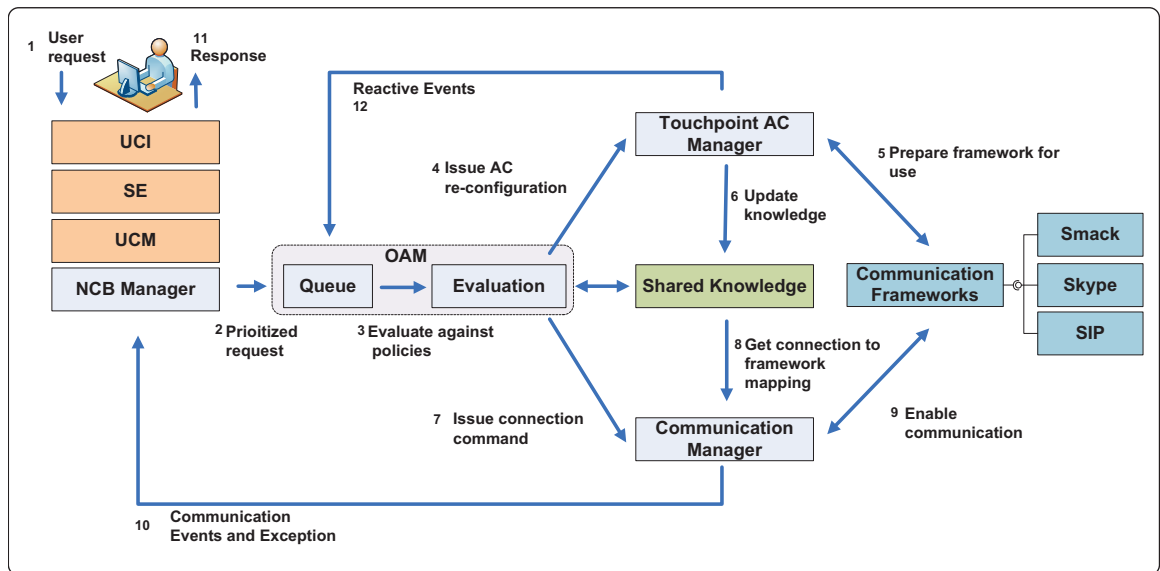 1 User
request
11
Response
UCI
SE
UCM
NCB Manager
2 Prioitized
request
OAM
Queue
Evaluation
3 Evaluate against
policies
Reactive Events
12
4 Issue AC
re-configuration
Touchpoint AC
Manager
5 Prepare framework for
use
6 Update
knowledge
Shared Knowledge
Communication
Frameworks
Smack
Skype
SIP
7 Issue connection
command
8 Get connection to
framework
mapping
Communication
Manager
9 Enable
communication
10 Communication
Events and Exception